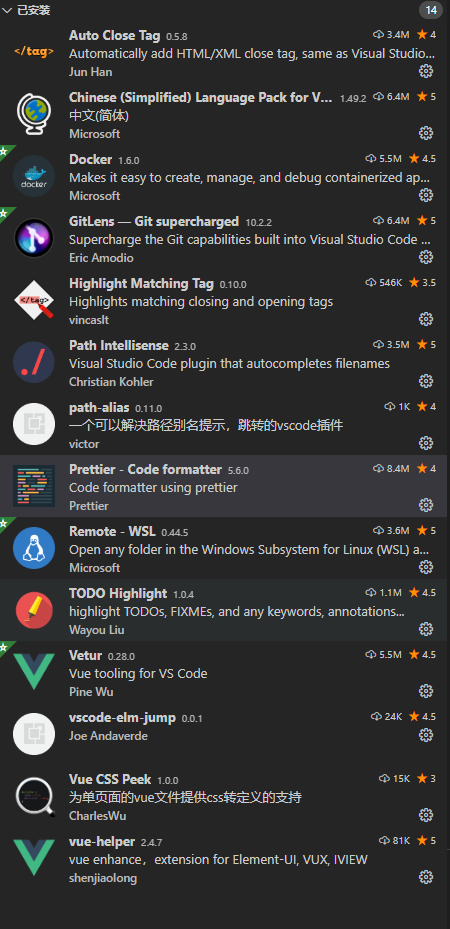 已安装 14
Auto Close Tag 0.5.8 3.4M 4
Automatically add HTML/XML close tag, same as Visual Studio...
Jun Han
Chinese (Simplified) Language Pack for V... 1.49.2 6.4M 5
中文(简体)
Microsoft
Docker 1.6.0 5.5M 4.5
Makes it easy to create, manage, and debug containerized ap...
Microsoft
GitLens — Git supercharged 10.2.2 6.4M 5
Supercharge the Git capabilities built into Visual Studio Code ...
Eric Amodio
Highlight Matching Tag 0.10.0 546K 3.5
Highlights matching closing and opening tags
vincaslt
Path Intellisense 2.3.0 3.5M 5
Visual Studio Code plugin that autocompletes filenames
Christian Kohler
path-alias 0.11.0 1K 4
一个可以解决路径别名提示，跳转的vscode插件
victor
Prettier - Code formatter 5.6.0 8.4M 4
Code formatter using prettier
Prettier
Remote - WSL 0.44.5 3.6M 5
Open any folder in the Windows Subsystem for Linux (WSL) a...
Microsoft
TODO Highlight 1.0.4 1.1M 4.5
highlight TODOs, FIXMEs, and any keywords, annotations...
Wayou Liu
Vetur 0.28.0 5.5M 4.5
Vue tooling for VS Code
Pine Wu
vscode-elm-jump 0.0.1 24K 4.5
Joe Andaverde
Vue CSS Peek 1.0.0 15K 3
为单页面的vue文件提供css转定义的支持
CharlesWu
vue-helper 2.4.7 81K 5
vue enhance，extension for Element-UI, VUX, IVIEW
shenjiaolong